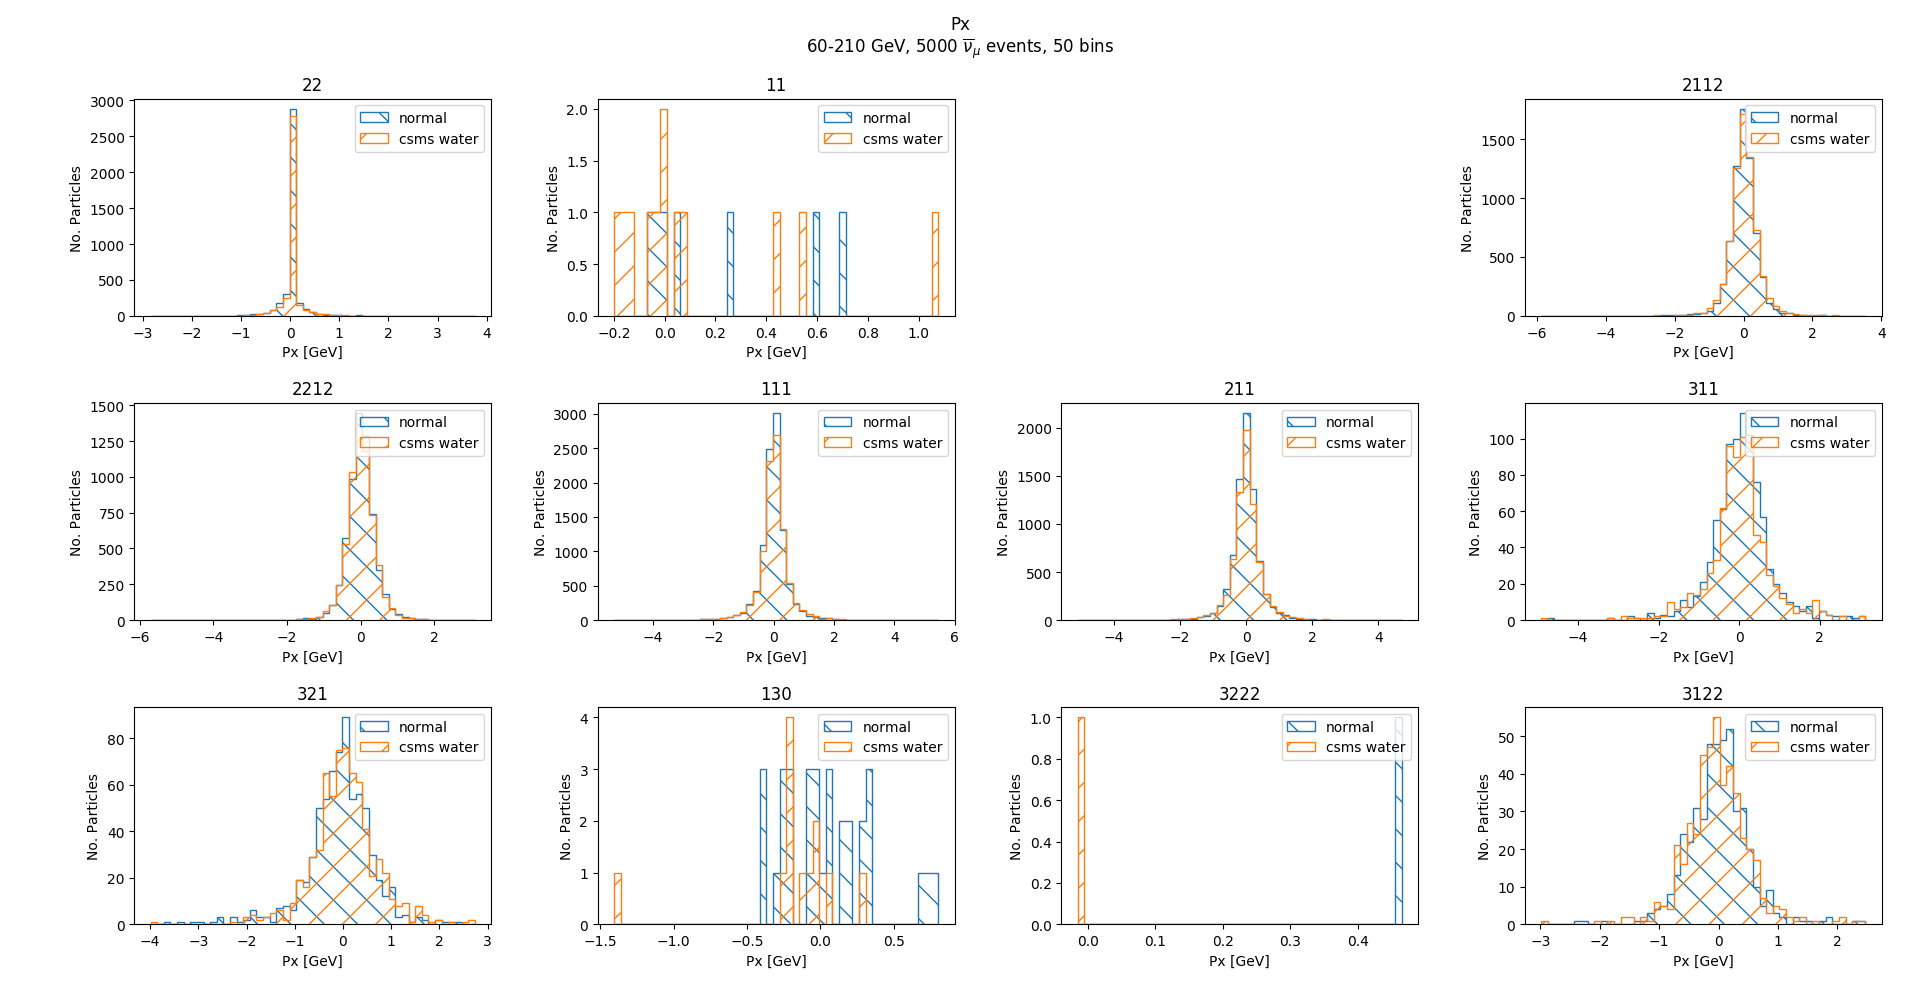 Px
60-210 GeV, 5000 ν̅μ events, 50 bins
22
No. Particles
3000
2500
2000
1500
1000
500
0
−3 −2 −1 0 1 2 3 4
Px [GeV]
normal
csms water
11
No. Particles
2.0
1.5
1.0
0.5
0.0
−0.2 0.0 0.2 0.4 0.6 0.8 1.0
Px [GeV]
normal
csms water
2112
No. Particles
1500
1000
500
0
−6 −4 −2 0 2 4
Px [GeV]
normal
csms water
2212
No. Particles
1500
1250
1000
750
500
250
0
−6 −4 −2 0 2
Px [GeV]
normal
csms water
111
No. Particles
3000
2500
2000
1500
1000
500
0
−4 −2 0 2 4 6
Px [GeV]
normal
csms water
211
No. Particles
2000
1500
1000
500
0
−4 −2 0 2 4
Px [GeV]
normal
csms water
311
No. Particles
100
80
60
40
20
0
−4 −2 0 2
Px [GeV]
normal
csms water
321
No. Particles
80
60
40
20
0
−4 −3 −2 −1 0 1 2 3
Px [GeV]
normal
csms water
130
No. Particles
4
3
2
1
0
−1.5 −1.0 −0.5 0.0 0.5
Px [GeV]
normal
csms water
3222
No. Particles
1.0
0.8
0.6
0.4
0.2
0.0
0.0 0.1 0.2 0.3 0.4
Px [GeV]
normal
csms water
3122
No. Particles
50
40
30
20
10
0
−3 −2 −1 0 1 2
Px [GeV]
normal
csms water